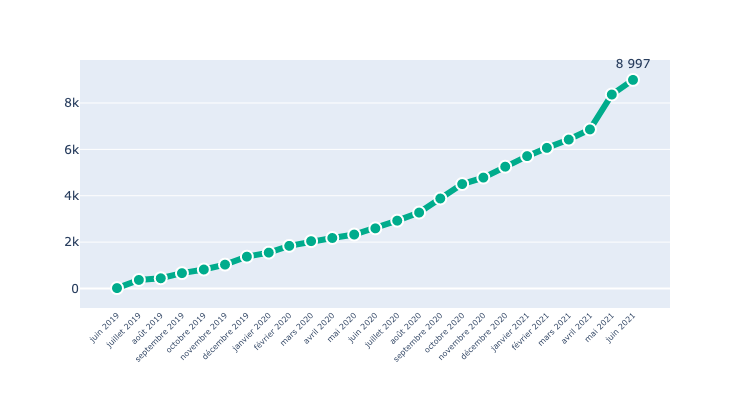 8 997
8k
6k
4k
2k
0
juin 2019
juillet 2019
août 2019
septembre 2019
octobre 2019
novembre 2019
décembre 2019
janvier 2020
février 2020
mars 2020
avril 2020
mai 2020
juin 2020
juillet 2020
août 2020
septembre 2020
octobre 2020
novembre 2020
décembre 2020
janvier 2021
février 2021
mars 2021
avril 2021
mai 2021
juin 2021